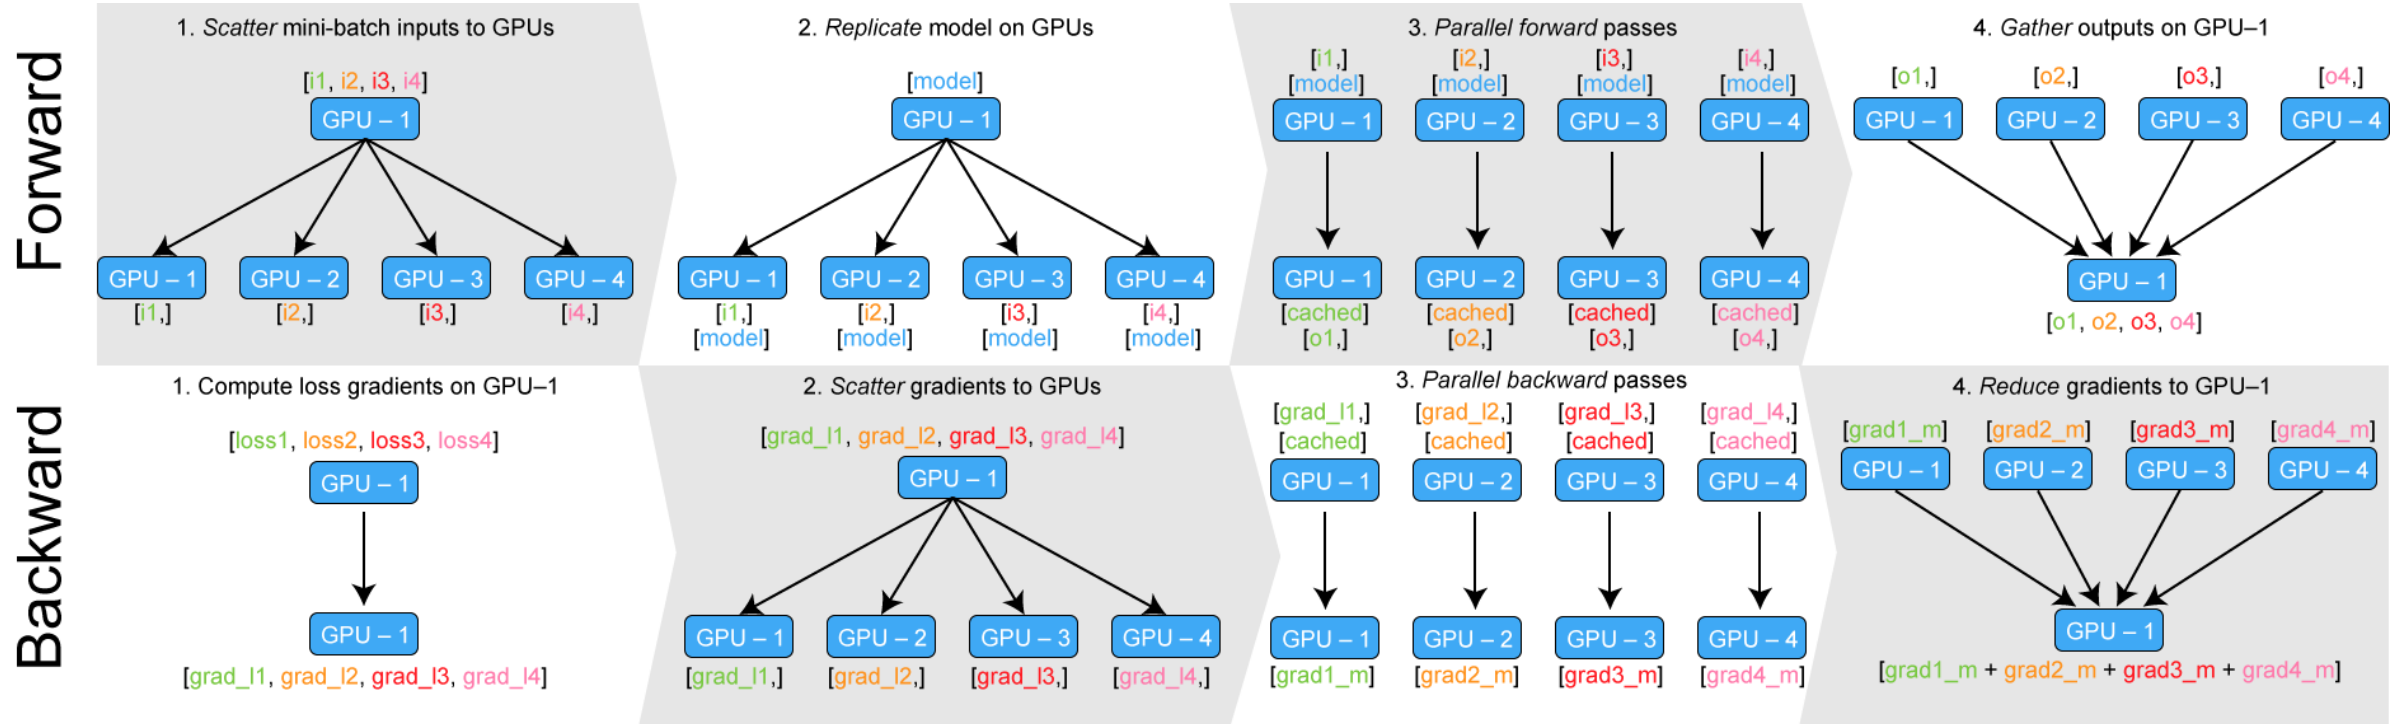 Forward
1. Scatter mini-batch inputs to GPUs
[i1, i2, i3, i4]
GPU – 1
GPU – 1 GPU – 2 GPU – 3 GPU – 4
[i1,] [i2,] [i3,] [i4,]
2. Replicate model on GPUs
[model]
GPU – 1
GPU – 1 GPU – 2 GPU – 3 GPU – 4
[i1,] [i2,] [i3,] [i4,]
[model] [model] [model] [model]
3. Parallel forward passes
[i1,] [i2,] [i3,] [i4,]
[model] [model] [model] [model]
GPU – 1 GPU – 2 GPU – 3 GPU – 4
GPU – 1 GPU – 2 GPU – 3 GPU – 4
[cached] [cached] [cached] [cached]
[o1,] [o2,] [o3,] [o4,]
4. Gather outputs on GPU–1
[o1,] [o2,] [o3,] [o4,]
GPU – 1 GPU – 2 GPU – 3 GPU – 4
GPU – 1
[o1, o2, o3, o4]
Backward
1. Compute loss gradients on GPU–1
[loss1, loss2, loss3, loss4]
GPU – 1
GPU – 1
[grad_l1, grad_l2, grad_l3, grad_l4]
2. Scatter gradients to GPUs
[grad_l1, grad_l2, grad_l3, grad_l4]
GPU – 1
GPU – 1 GPU – 2 GPU – 3 GPU – 4
[grad_l1,] [grad_l2,] [grad_l3,] [grad_l4,]
3. Parallel backward passes
[grad_l1,] [grad_l2,] [grad_l3,] [grad_l4,]
[cached] [cached] [cached] [cached]
GPU – 1 GPU – 2 GPU – 3 GPU – 4
GPU – 1 GPU – 2 GPU – 3 GPU – 4
[grad1_m] [grad2_m] [grad3_m] [grad4_m]
4. Reduce gradients to GPU–1
[grad1_m] [grad2_m] [grad3_m] [grad4_m]
GPU – 1 GPU – 2 GPU – 3 GPU – 4
GPU – 1
[grad1_m + grad2_m + grad3_m + grad4_m]